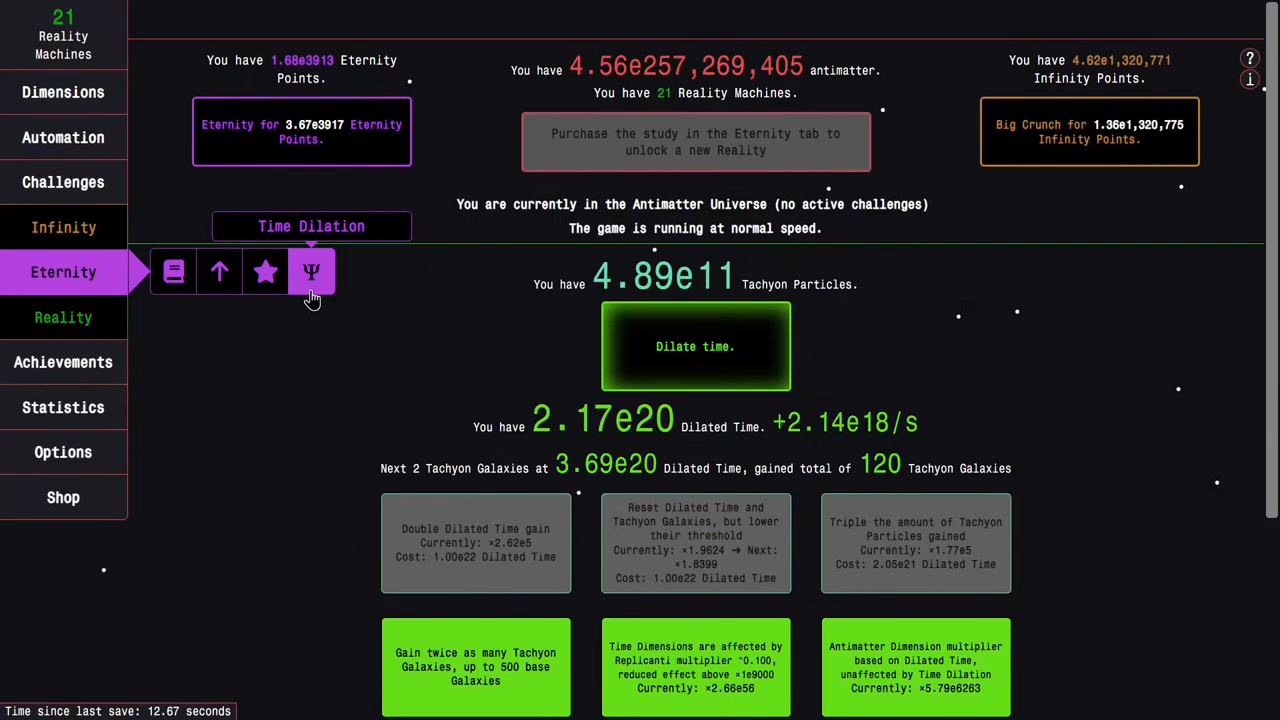 21
Reality
Machines
Dimensions
Automation
Challenges
Infinity
Eternity
Reality
Achievements
Statistics
Options
Shop
You have 1.68e3913 Eternity
Points.
Eternity for 3.67e3917 Eternity
Points.
You have 4.56e257,269,405 antimatter.
You have 21 Reality Machines.
Purchase the study in the Eternity tab to
unlock a new Reality
You have 4.62e1,320,771
Infinity Points.
Big Crunch for 1.36e1,320,775
Infinity Points.
?
i
You are currently in the Antimatter Universe (no active challenges)
The game is running at normal speed.
Time Dilation
Ψ
You have 4.89e11 Tachyon Particles.
Dilate time.
You have 2.17e20 Dilated Time. +2.14e18/s
Next 2 Tachyon Galaxies at 3.69e20 Dilated Time, gained total of 120 Tachyon Galaxies
Double Dilated Time gain
Currently: ×2.62e5
Cost: 1.00e22 Dilated Time
Reset Dilated Time and
Tachyon Galaxies, but lower
their threshold
Currently: ×1.9624 ➜ Next:
×1.8399
Cost: 1.00e22 Dilated Time
Triple the amount of Tachyon
Particles gained
Currently: ×1.77e5
Cost: 2.05e21 Dilated Time
Gain twice as many Tachyon
Galaxies, up to 500 base
Galaxies
Time Dimensions are affected by
Replicanti multiplier ^0.100,
reduced effect above ×1e9000
Currently: ×2.66e56
Antimatter Dimension multiplier
based on Dilated Time,
unaffected by Time Dilation
Currently: ×5.79e6263
Time since last save: 12.67 seconds